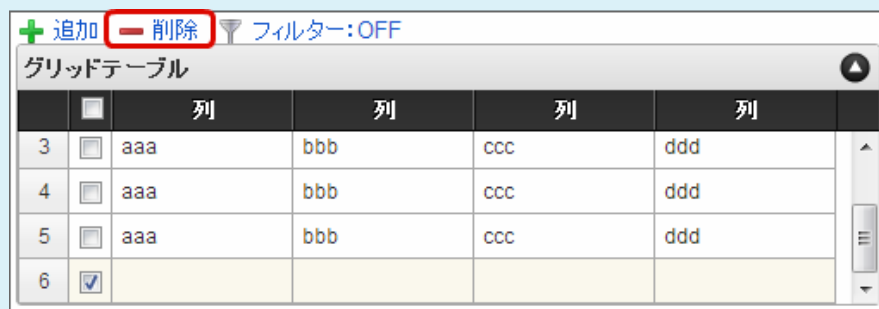 追加 削除 フィルター:OFF
グリッドテーブル
列 列 列 列
3 aaa bbb ccc ddd
4 aaa bbb ccc ddd
5 aaa bbb ccc ddd
6